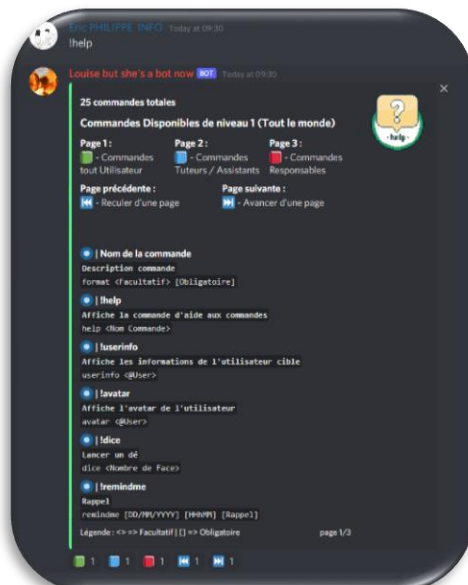 Eric PHILIPPE INFO Today at 09:30
!help
Louise but she's a bot now BOT Today at 09:30
25 commandes totales
Commandes Disponibles de niveau 1 (Tout le monde)
Page 1 : Page 2 : Page 3 :
- Commandes - Commandes - Commandes
tout Utilisateur Tuteurs / Assistants Responsables
- help -
Page précédente : Page suivante :
- Reculer d'une page - Avancer d'une page
| Nom de la commande
Description commande
format <Facultatif> [Obligatoire]
| !help
Affiche la commande d'aide aux commandes
help <Nom Commande>
| !userinfo
Affiche les informations de l'utilisateur cible
userinfo <@User>
| !avatar
Affiche l'avatar de l'utilisateur
avatar <@User>
| !dice
Lancer un dé
dice <Nombre de Face>
| !remindme
Rappel
remindme [DD/MM/YYYY] [HHhMM] [Rappel]
Légende : <> => Facultatif | [] => Obligatoire page 1/3
1 1 1 1 1